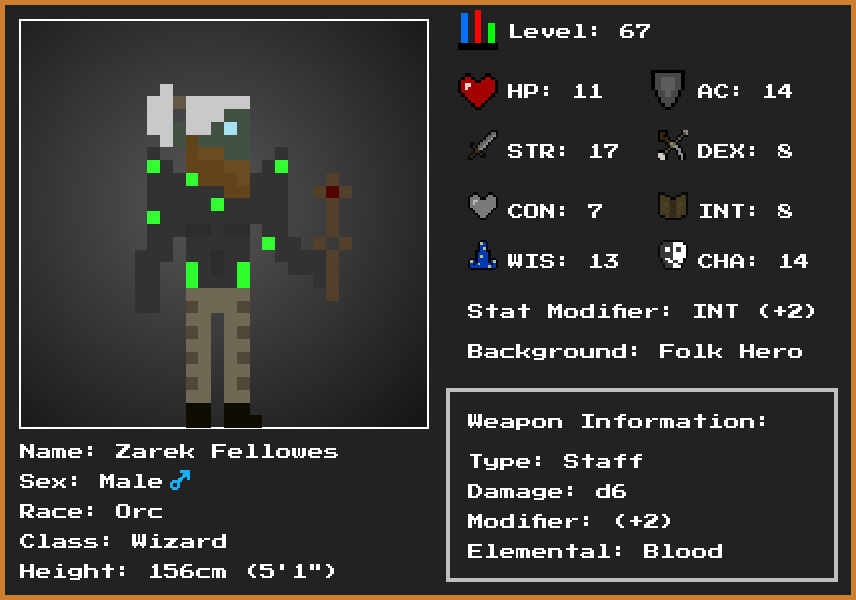 Level: 67
HP: 11 AC: 14
STR: 17 DEX: 8
CON: 7 INT: 8
WIS: 13 CHA: 14
Stat Modifier: INT (+2)
Background: Folk Hero
Weapon Information:
Type: Staff
Damage: d6
Modifier: (+2)
Elemental: Blood
Name: Zarek Fellowes
Sex: Male ♂
Race: Orc
Class: Wizard
Height: 156cm (5'1")